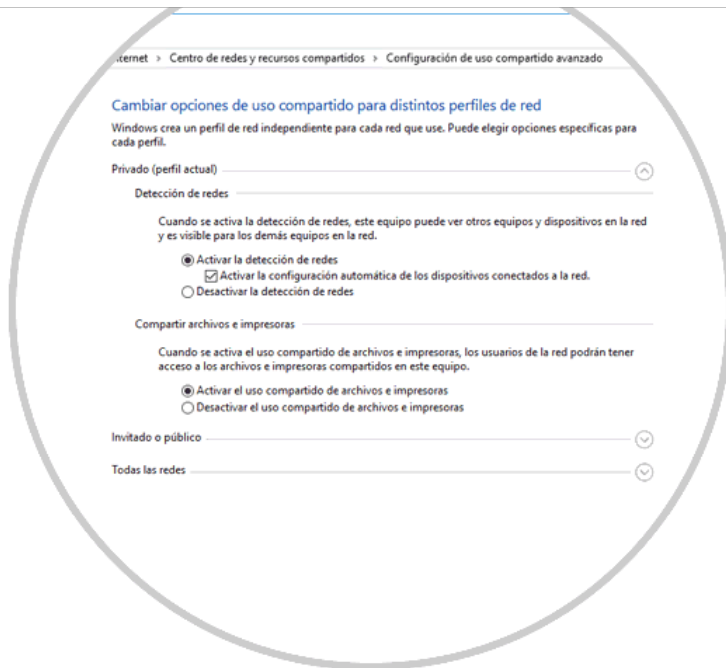 Centro de redes y recursos compartidos > Configuración de uso compartido avanzado
Cambiar opciones de uso compartido para distintos perfiles de red
Windows crea un perfil de red independiente para cada red que use. Puede elegir opciones específicas para
cada perfil.
Privado (perfil actual)
Detección de redes
Cuando se activa la detección de redes, este equipo puede ver otros equipos y dispositivos en la red
y es visible para los demás equipos en la red.
Activar la detección de redes
Activar la configuración automática de los dispositivos conectados a la red.
Desactivar la detección de redes
Compartir archivos e impresoras
Cuando se activa el uso compartido de archivos e impresoras, los usuarios de la red podrán tener
acceso a los archivos e impresoras compartidos en este equipo.
Activar el uso compartido de archivos e impresoras
Desactivar el uso compartido de archivos e impresoras
Invitado o público
Todas las redes